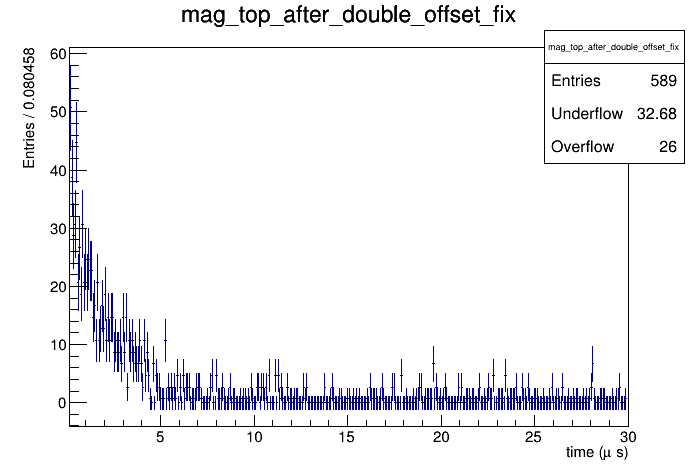 mag_top_after_double_offset_fix
mag_top_after_double_offset_fix
Entries 589
Underflow 32.68
Overflow 26
Entries / 0.080458
60
50
40
30
20
10
0
5 10 15 20 25 30
time (μ s)